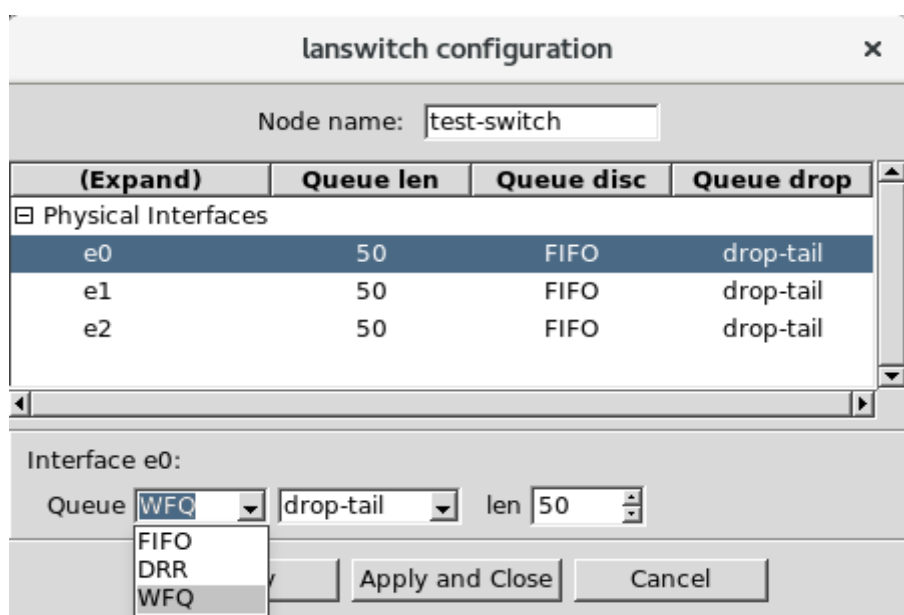 lanswitch configuration ×
Node name: test-switch
(Expand) Queue len Queue disc Queue drop
Physical Interfaces
e0 50 FIFO drop-tail
e1 50 FIFO drop-tail
e2 50 FIFO drop-tail
Interface e0:
Queue WFQ drop-tail len 50
FIFO
DRR
WFQ
Apply and Close Cancel